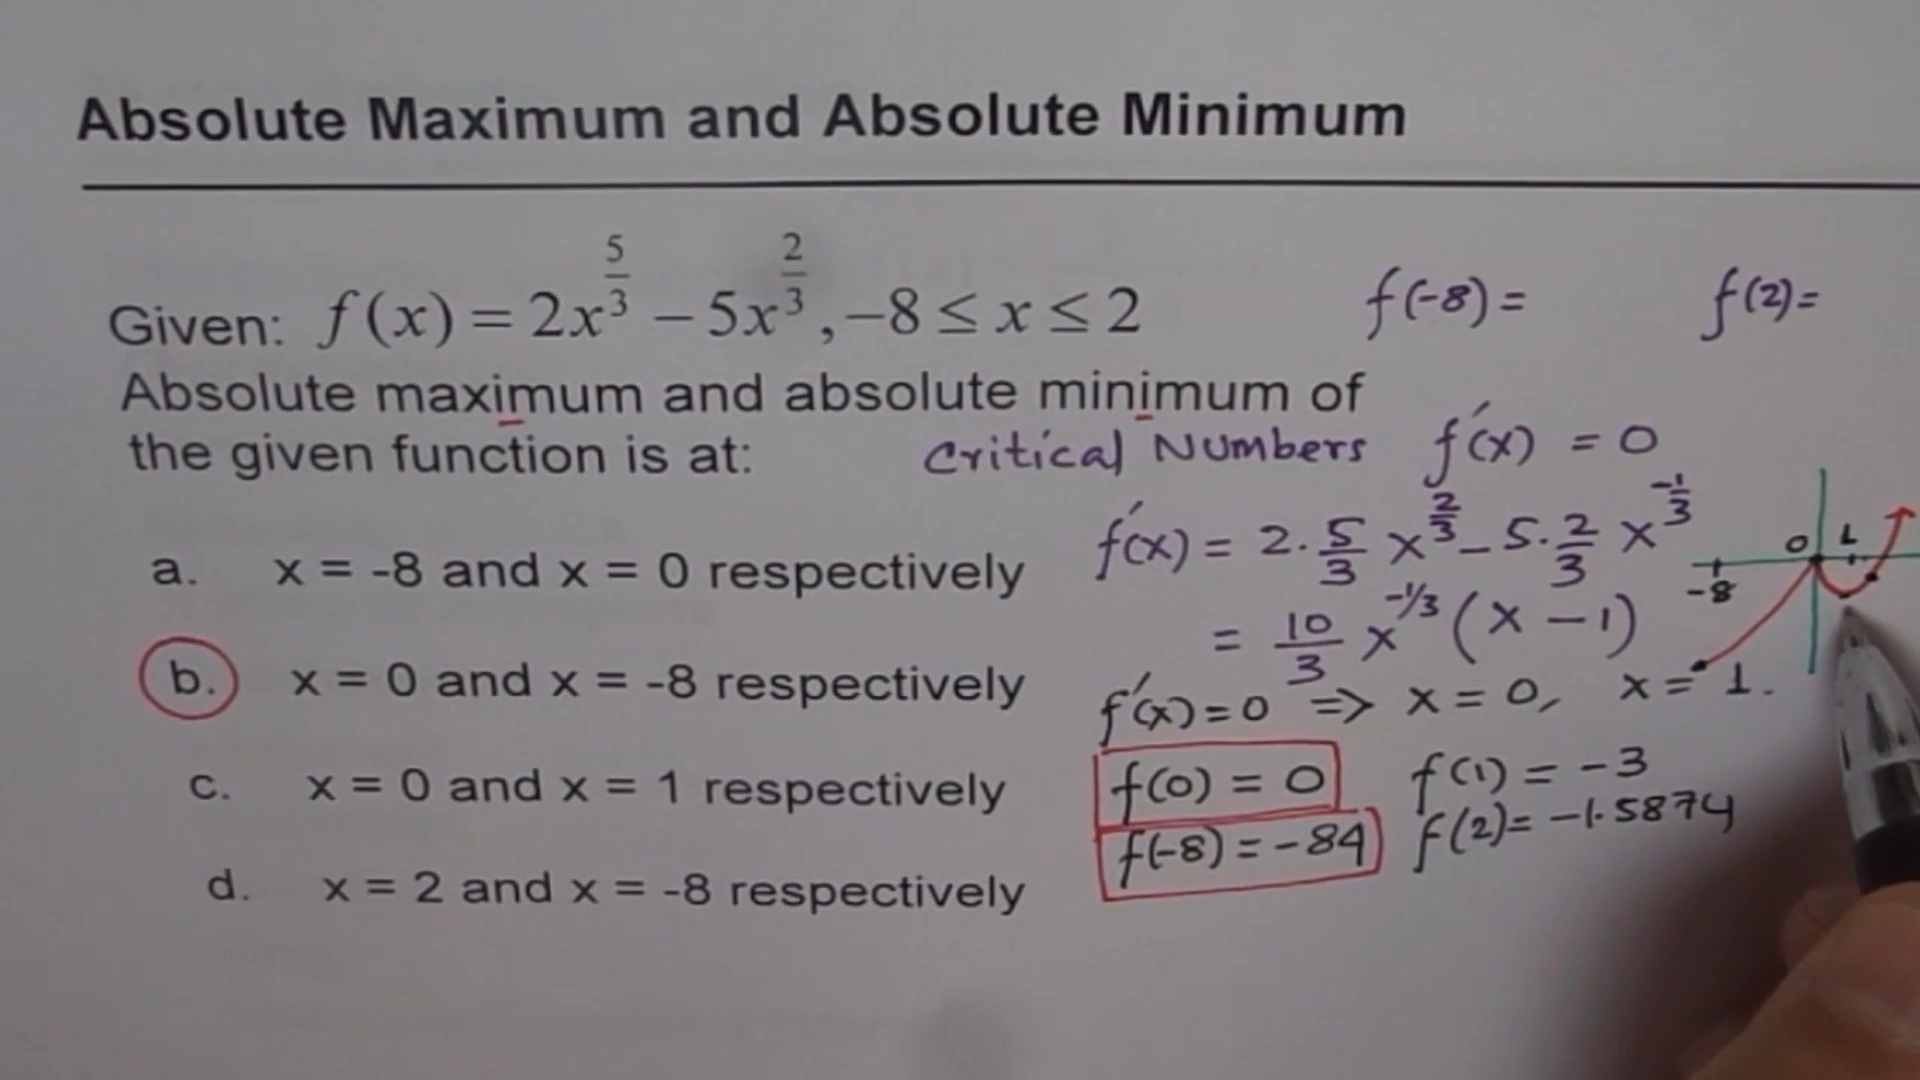 Absolute Maximum and Absolute Minimum
Given: f(x) = 2x^(5/3) − 5x^(2/3), −8 ≤ x ≤ 2
f(-8) = f(2) =
Absolute maximum and absolute minimum of
the given function is at:
Critical Numbers f′(x) = 0
a. x = -8 and x = 0 respectively
b. x = 0 and x = -8 respectively
c. x = 0 and x = 1 respectively
d. x = 2 and x = -8 respectively
f′(x) = 2·5/3 x^(2/3) − 5·2/3 x^(-1/3)
= 10/3 x^(-1/3) (x − 1)
f′(x) = 0 ⇒ x = 0, x = 1.
f(0) = 0 f(1) = −3
f(-8) = −84 f(2) = −1.5874
0 1
-8